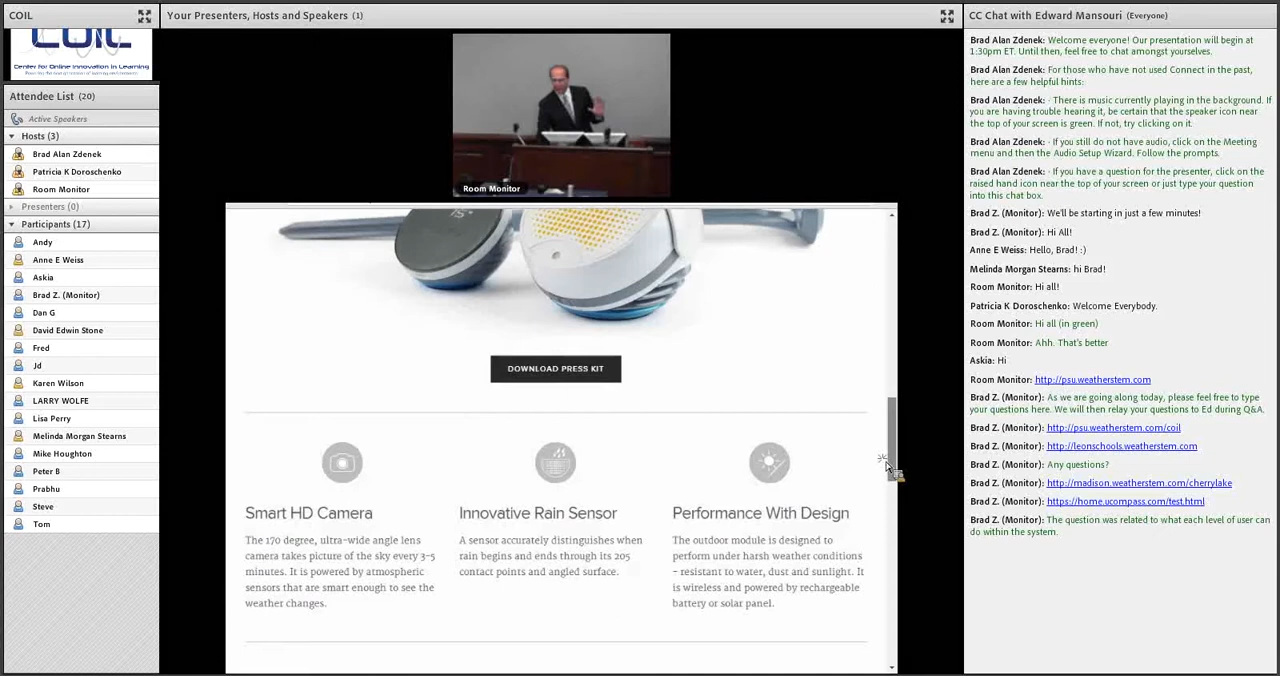 COIL
Your Presenters, Hosts and Speakers (1)
CC Chat with Edward Mansouri (Everyone)
COIL
Center for Online Innovation in Learning
Attendee List (20)
Active Speakers
Hosts (3)
Brad Alan Zdenek
Patricia K Doroschenko
Room Monitor
Presenters (0)
Participants (17)
Andy
Anne E Weiss
Askia
Brad Z. (Monitor)
Dan G
David Edwin Stone
Fred
Jd
Karen Wilson
LARRY WOLFE
Lisa Perry
Melinda Morgan Stearns
Mike Houghton
Peter B
Prabhu
Steve
Tom
Room Monitor
75°
DOWNLOAD PRESS KIT
Smart HD Camera
The 170 degree, ultra-wide angle lens
camera takes picture of the sky every 3-5
minutes. It is powered by atmospheric
sensors that are smart enough to see the
weather changes.
Innovative Rain Sensor
A sensor accurately distinguishes when
rain begins and ends through its 205
contact points and angled surface.
Performance With Design
The outdoor module is designed to
perform under harsh weather conditions
- resistant to water, dust and sunlight. It
is wireless and powered by rechargeable
battery or solar panel.
Brad Alan Zdenek: Welcome everyone! Our presentation will begin at
1:30pm ET. Until then, feel free to chat amongst yourselves.
Brad Alan Zdenek: For those who have not used Connect in the past,
here are a few helpful hints:
Brad Alan Zdenek: · There is music currently playing in the background. If
you are having trouble hearing it, be certain that the speaker icon near
the top of your screen is green. If not, try clicking on it.
Brad Alan Zdenek: · If you still do not have audio, click on the Meeting
menu and then the Audio Setup Wizard. Follow the prompts.
Brad Alan Zdenek: · If you have a question for the presenter, click on the
raised hand icon near the top of your screen or just type your question
into this chat box.
Brad Z. (Monitor): We'll be starting in just a few minutes!
Brad Z. (Monitor): Hi All!
Anne E Weiss: Hello, Brad! :)
Melinda Morgan Stearns: hi Brad!
Room Monitor: Hi all!
Patricia K Doroschenko: Welcome Everybody.
Room Monitor: Hi all (in green)
Room Monitor: Ahh. That's better
Askia: Hi
Room Monitor: http://psu.weatherstem.com
Brad Z. (Monitor): As we are going along today, please feel free to type
your questions here. We will then relay your questions to Ed during Q&A.
Brad Z. (Monitor): http://psu.weatherstem.com/coil
Brad Z. (Monitor): http://leonschools.weatherstem.com
Brad Z. (Monitor): Any questions?
Brad Z. (Monitor): http://madison.weatherstem.com/cherrylake
Brad Z. (Monitor): https://home.ucompass.com/test.html
Brad Z. (Monitor): The question was related to what each level of user can
do within the system.